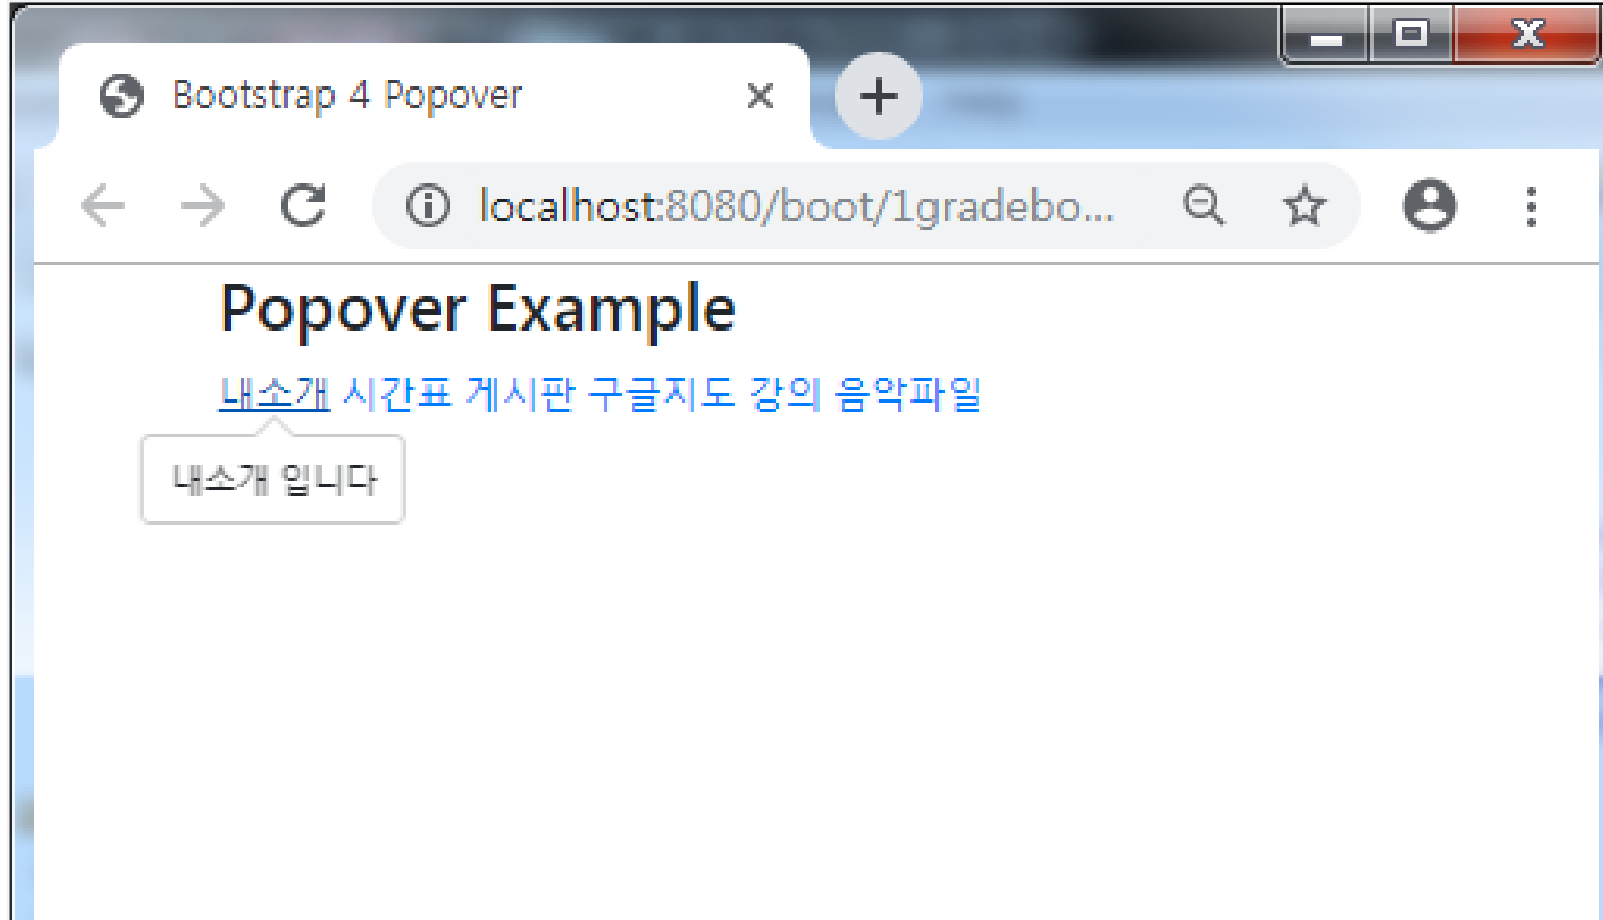 Bootstrap 4 Popover
localhost:8080/boot/1gradebo...
Popover Example
내소개 시간표 게시판 구글지도 강의 음악파일
내소개 입니다